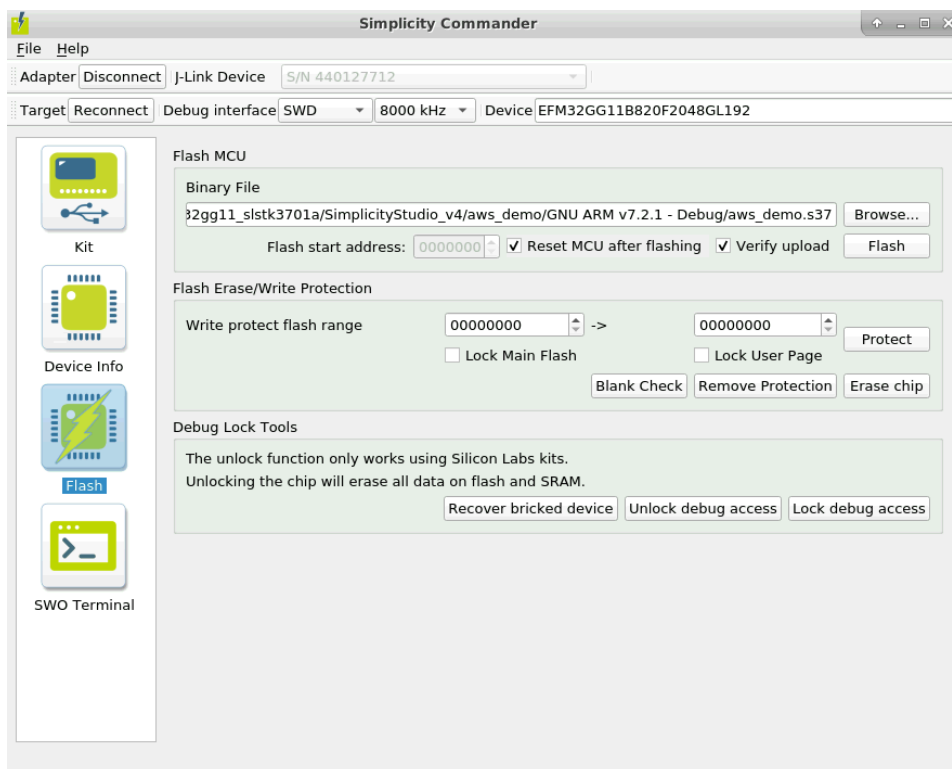 Simplicity Commander
File Help
Adapter Disconnect J-Link Device S/N 440127712
Target Reconnect Debug interface SWD 8000 kHz Device EFM32GG11B820F2048GL192
Kit
Device Info
Flash
SWO Terminal
Flash MCU
Binary File
32gg11_slstk3701a/SimplicityStudio_v4/aws_demo/GNU ARM v7.2.1 - Debug/aws_demo.s37 Browse...
Flash start address: 0000000 Reset MCU after flashing Verify upload Flash
Flash Erase/Write Protection
Write protect flash range 00000000 -> 00000000 Protect
Lock Main Flash Lock User Page
Blank Check Remove Protection Erase chip
Debug Lock Tools
The unlock function only works using Silicon Labs kits.
Unlocking the chip will erase all data on flash and SRAM.
Recover bricked device Unlock debug access Lock debug access